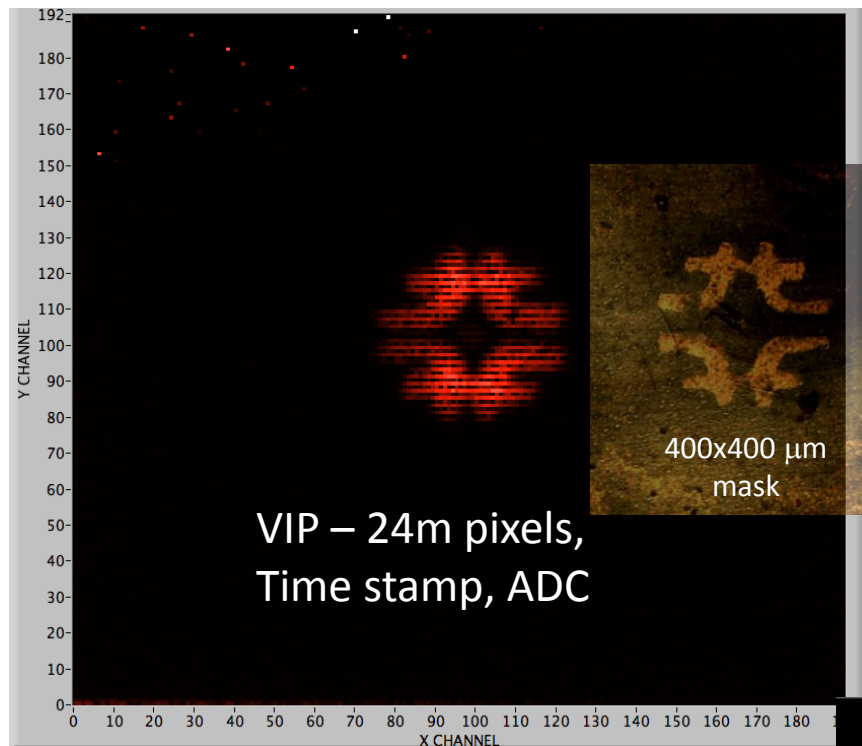 192-
180-
170-
160-
150-
140-
130-
120-
110-
100-
90-
80-
70-
60-
50-
40-
30-
20-
10-
0-
Y CHANNEL
400x400 μm
mask
VIP – 24m pixels,
Time stamp, ADC
0 10 20 30 40 50 60 70 80 90 100 110 120 130 140 150 160 170 180
X CHANNEL